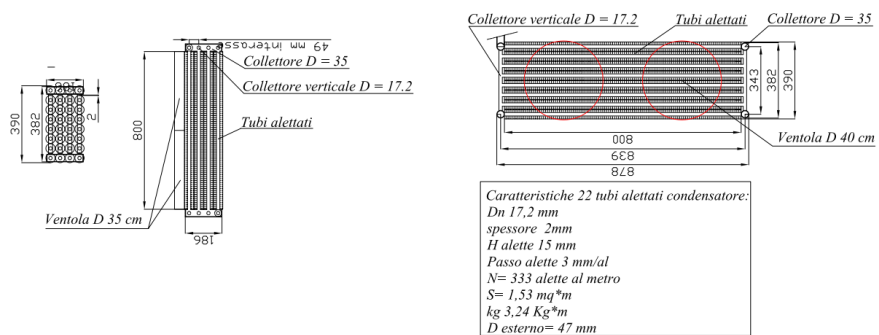 49 mm interasse
Collettore D = 35
Collettore verticale D = 17.2
Tubi alettati
Ventola D 35 cm
390
382
2
800
186
Collettore verticale D = 17.2
Tubi alettati
Collettore D = 35
343
382
390
800
839
878
Ventola D 40 cm
Caratteristiche 22 tubi alettati condensatore:
Dn 17,2 mm
spessore 2mm
H alette 15 mm
Passo alette 3 mm/al
N= 333 alette al metro
S= 1,53 mq*m
kg 3,24 Kg*m
D esterno= 47 mm